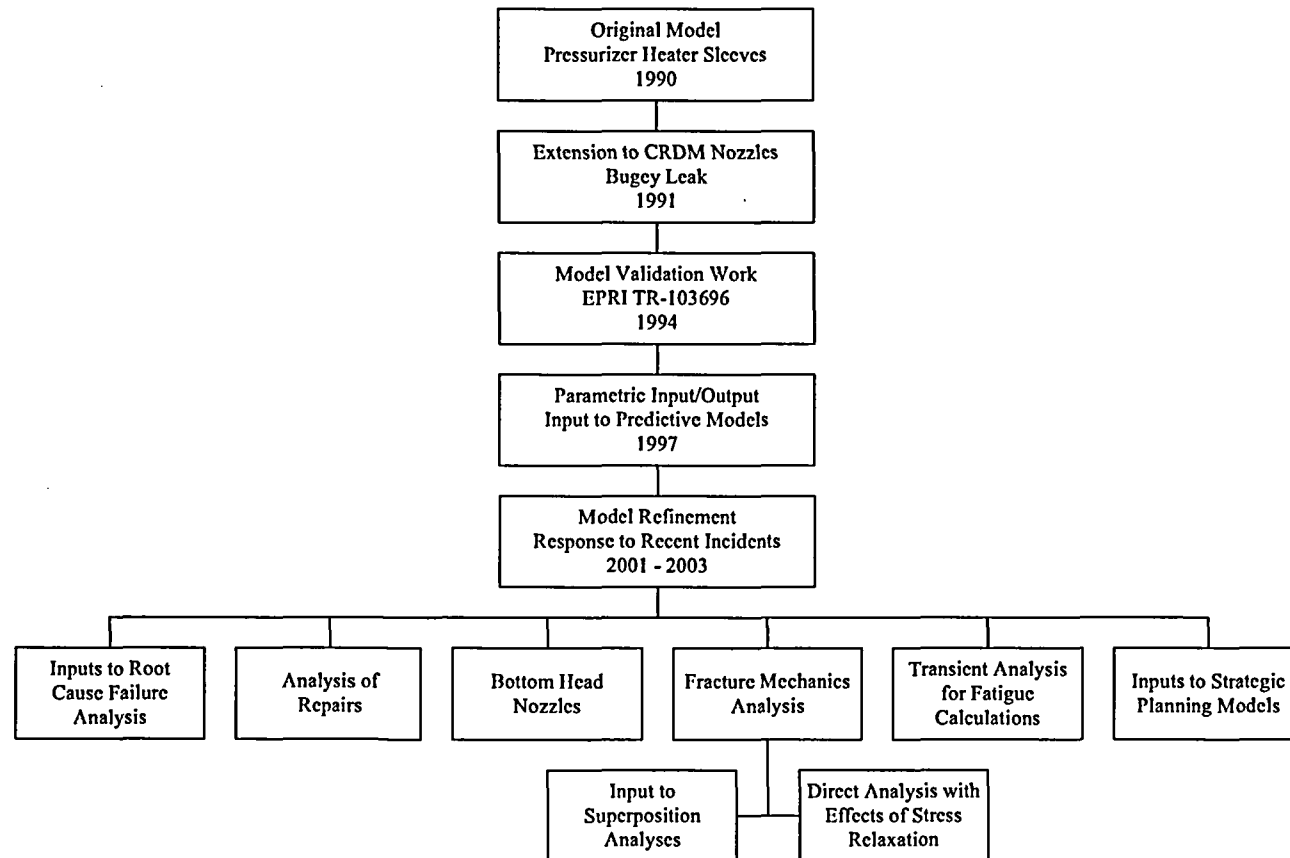 Original Model
Pressurizer Heater Sleeves
1990
Extension to CRDM Nozzles
Bugey Leak
1991
Model Validation Work
EPRI TR-103696
1994
Parametric Input/Output
Input to Predictive Models
1997
Model Refinement
Response to Recent Incidents
2001 - 2003
Inputs to Root
Cause Failure
Analysis
Analysis of
Repairs
Bottom Head
Nozzles
Fracture Mechanics
Analysis
Transient Analysis
for Fatigue
Calculations
Inputs to Strategic
Planning Models
Input to
Superposition
Analyses
Direct Analysis with
Effects of Stress
Relaxation